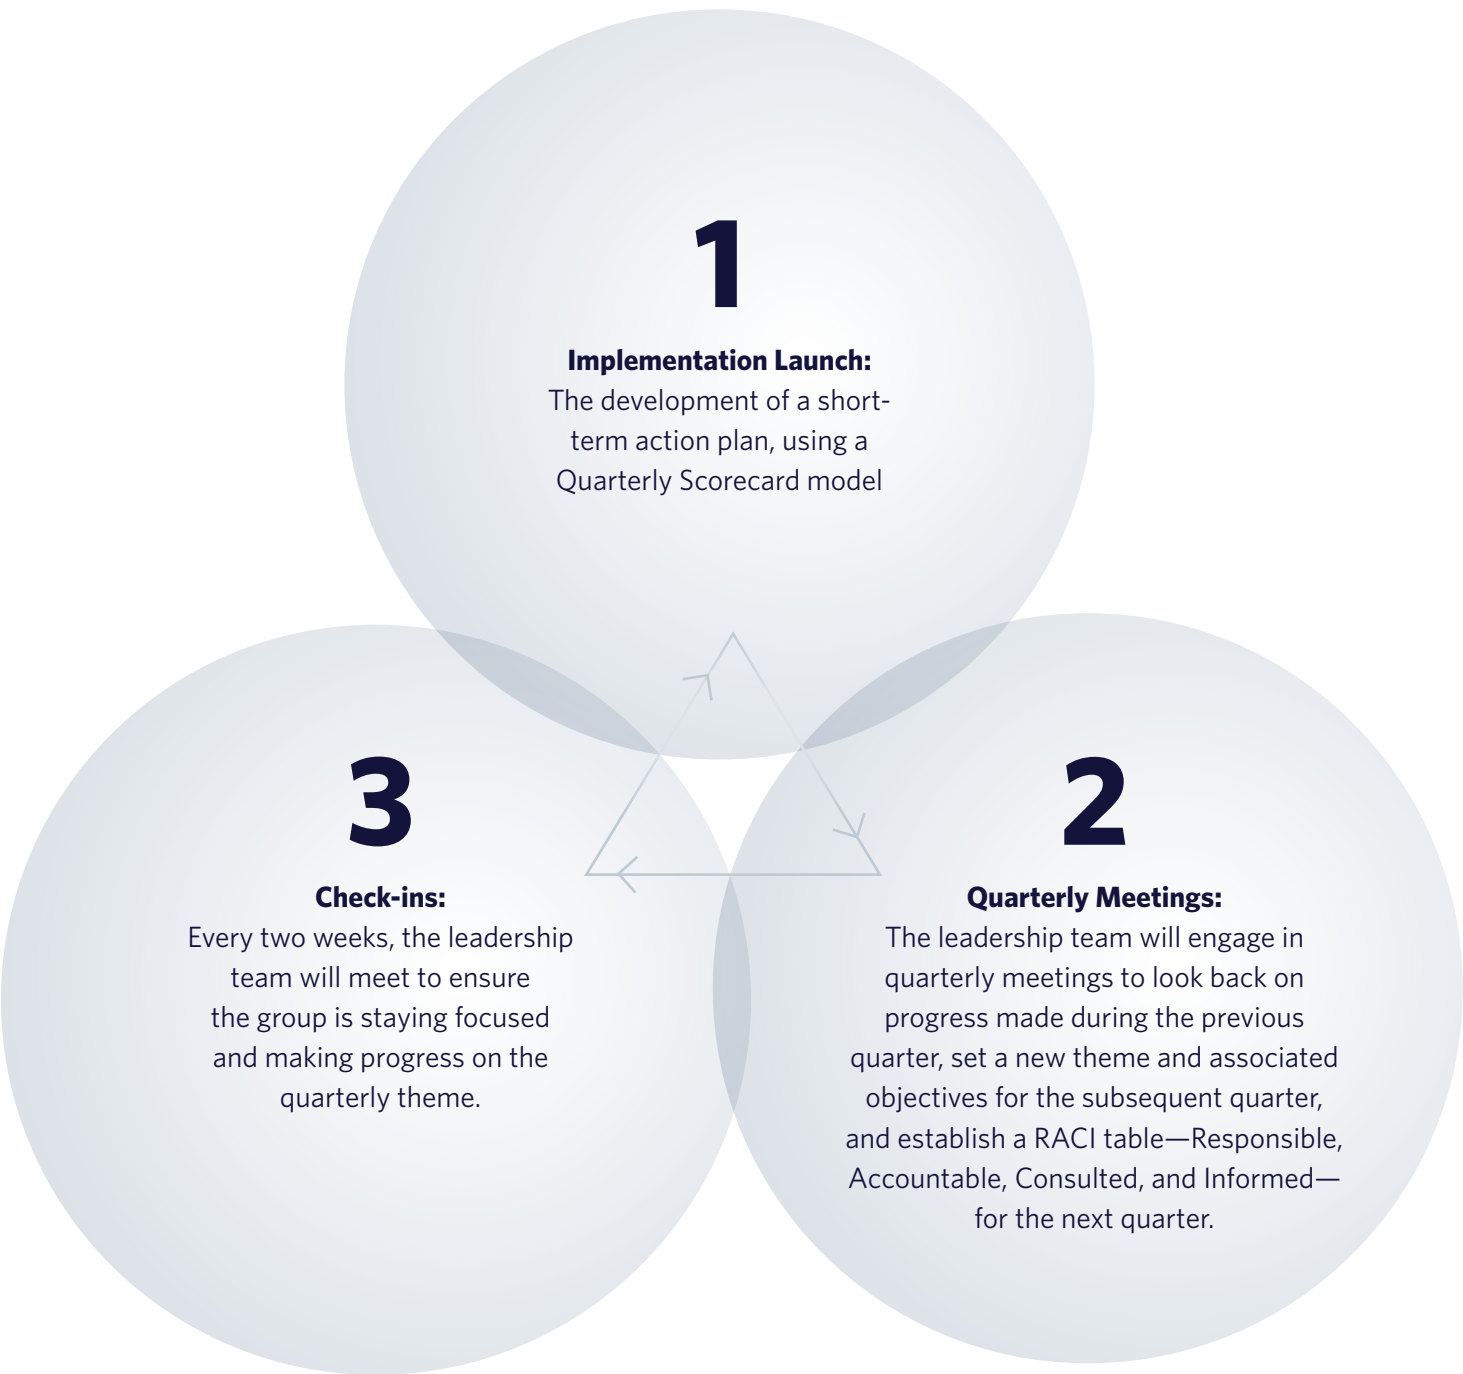 1
Implementation Launch:
The development of a short-
term action plan, using a
Quarterly Scorecard model
2
Quarterly Meetings:
The leadership team will engage in
quarterly meetings to look back on
progress made during the previous
quarter, set a new theme and associated
objectives for the subsequent quarter,
and establish a RACI table—Responsible,
Accountable, Consulted, and Informed—
for the next quarter.
3
Check-ins:
Every two weeks, the leadership
team will meet to ensure
the group is staying focused
and making progress on the
quarterly theme.